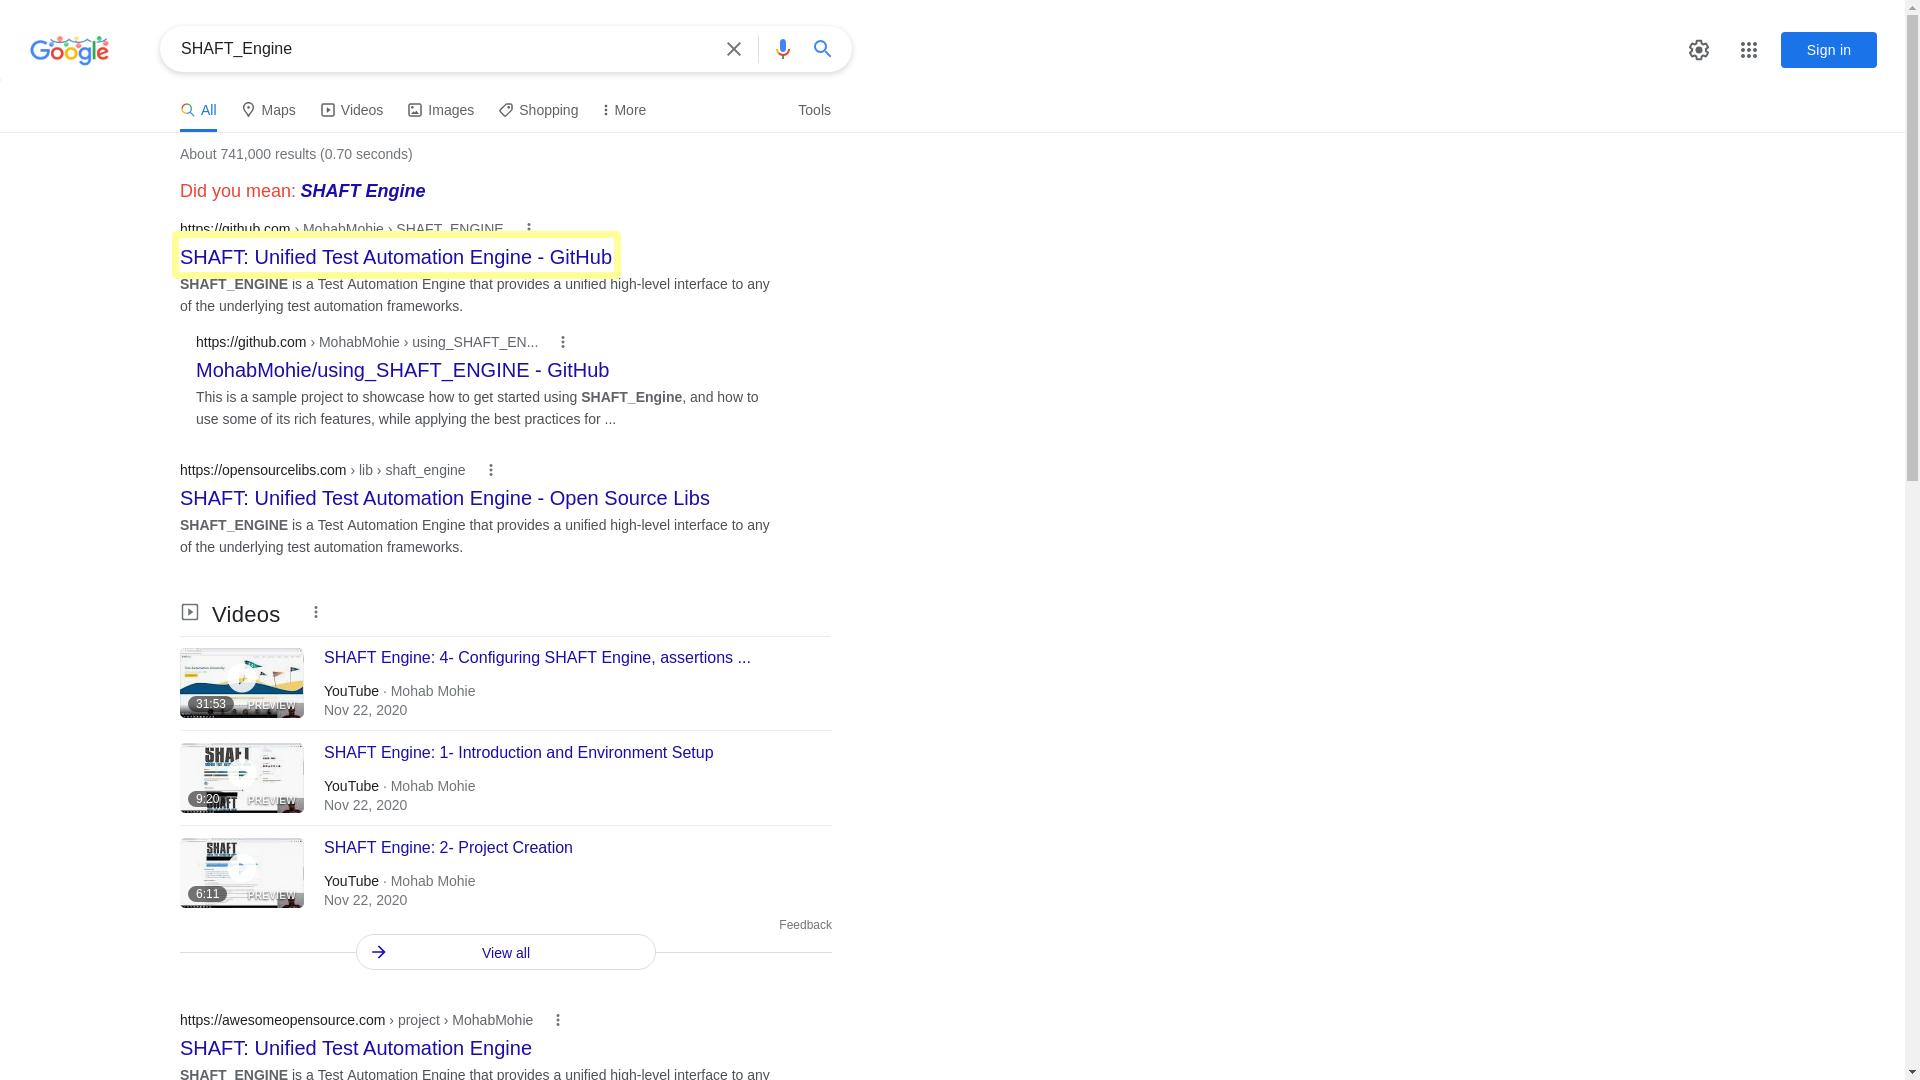 Google
SHAFT_Engine
Sign in
All
Maps
Videos
Images
Shopping
More
Tools
About 741,000 results (0.70 seconds)
Did you mean: SHAFT Engine
https://github.com › MohabMohie › SHAFT_ENGINE
SHAFT: Unified Test Automation Engine - GitHub
SHAFT_ENGINE is a Test Automation Engine that provides a unified high-level interface to any
of the underlying test automation frameworks.
https://github.com › MohabMohie › using_SHAFT_EN...
MohabMohie/using_SHAFT_ENGINE - GitHub
This is a sample project to showcase how to get started using SHAFT_Engine, and how to
use some of its rich features, while applying the best practices for ...
https://opensourcelibs.com › lib › shaft_engine
SHAFT: Unified Test Automation Engine - Open Source Libs
SHAFT_ENGINE is a Test Automation Engine that provides a unified high-level interface to any
of the underlying test automation frameworks.
Videos
SHAFT Engine: 4- Configuring SHAFT Engine, assertions ...
YouTube · Mohab Mohie
31:53
PREVIEW
Nov 22, 2020
SHAFT
SHAFT Engine: 1- Introduction and Environment Setup
YouTube · Mohab Mohie
9:20
PREVIEW
SHAFT
Nov 22, 2020
SHAFT
SHAFT Engine: 2- Project Creation
YouTube · Mohab Mohie
6:11
PREVIEW
Nov 22, 2020
Feedback
View all
https://awesomeopensource.com › project › MohabMohie
SHAFT: Unified Test Automation Engine
SHAFT_ENGINE is a Test Automation Engine that provides a unified high-level interface to any